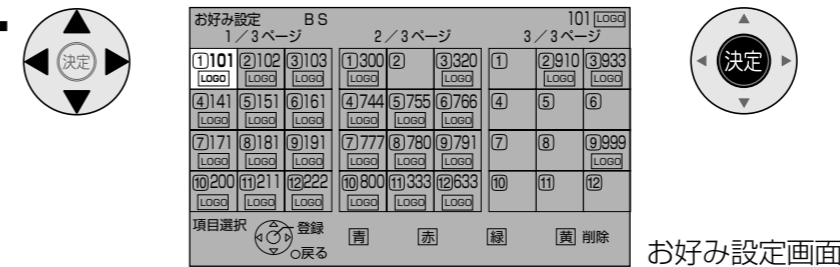 決定
お好み設定 BS 101 LOGO
1/3ページ 2/3ページ 3/3ページ
①101 ②102 ③103 ①300 ② ③320 ① ②910 ③933
LOGO LOGO LOGO LOGO LOGO LOGO LOGO
④141 ⑤151 ⑥161 ④744 ⑤755 ⑥766 ④ ⑤ ⑥
LOGO LOGO LOGO LOGO LOGO LOGO
⑦171 ⑧181 ⑨191 ⑦777 ⑧780 ⑨791 ⑦ ⑧ ⑨999
LOGO LOGO LOGO LOGO LOGO LOGO LOGO
⑩200 ⑪211 ⑫222 ⑩800 ⑪333 ⑫633 ⑩ ⑪ ⑫
LOGO LOGO LOGO LOGO LOGO LOGO
項目選択 登録 青 赤 緑 黄 削除
戻る
決定
お好み設定画面